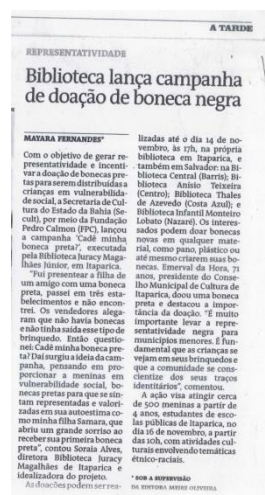 A TARDE
REPRESENTATIVIDADE
Biblioteca lança campanha
de doação de boneca negra
MAYARA FERNANDES*
Com o objetivo de gerar re-
presentatividade e incenti-
var a doação de bonecas pre-
tas para serem distribuídas a
crianças em vulnerabilida-
de social, a Secretaria de Cul-
tura do Estado da Bahia (Se-
cult), por meio da Fundação
Pedro Calmon (FPC), lançou
a campanha 'Cadê minha
boneca preta?', executada
pela Biblioteca Juracy Maga-
lhães Júnior, em Itaparica.
"Fui presentear a filha de
um amigo com uma boneca
preta, passei em três esta-
belecimentos e não encon-
trei. Os vendedores alega-
ram que não havia bonecas
e não tinha saída esse tipo de
brinquedo. Então questio-
nei: Cadê minha boneca pre-
ta? Daí surgiu a ideia da cam-
panha, pensando em pro-
porcionar a meninas em
vulnerabilidade social, bo-
necas pretas para que se sin-
tam representadas e valori-
zadas em sua autoestima co-
mo minha filha Samara, que
abriu um grande sorriso ao
receber sua primeira boneca
preta", contou Soraia Alves,
diretora Biblioteca Juracy
Magalhães de Itaparica e
idealizadora do projeto.
As doações podem ser rea-
lizadas até o dia 14 de no-
vembro, às 17h, na própria
biblioteca em Itaparica, e
também em Salvador: na Bi-
blioteca Central (Barris); Bi-
blioteca Anísio Teixeira
(Centro); Biblioteca Thales
de Azevedo (Costa Azul); e
Biblioteca Infantil Monteiro
Lobato (Nazaré). Os interes-
sados podem doar bonecas
novas em qualquer mate-
rial, como pano, plástico ou
até mesmo criarem suas bo-
necas. Emerval da Hora, 71
anos, presidente do Conse-
lho Municipal de Cultura de
Itaparica, doou uma boneca
preta e destacou a impor-
tância da doação. "É muito
importante levar a repre-
sentatividade negra para
municípios menores. É fun-
damental que as crianças se
vejam em seus brinquedos e
que a comunidade se cons-
cientize dos seus traços
identitários", comentou.
A ação visa atingir cerca
de 500 meninas a partir de
4 anos, estudantes de esco-
las públicas de Itaparica, no
dia 16 de novembro, a partir
das 10h, com atividades cul-
turais envolvendo temáticas
étnico-raciais.
* SOB A SUPERVISÃO
DA EDITORA MEIRE OLIVEIRA